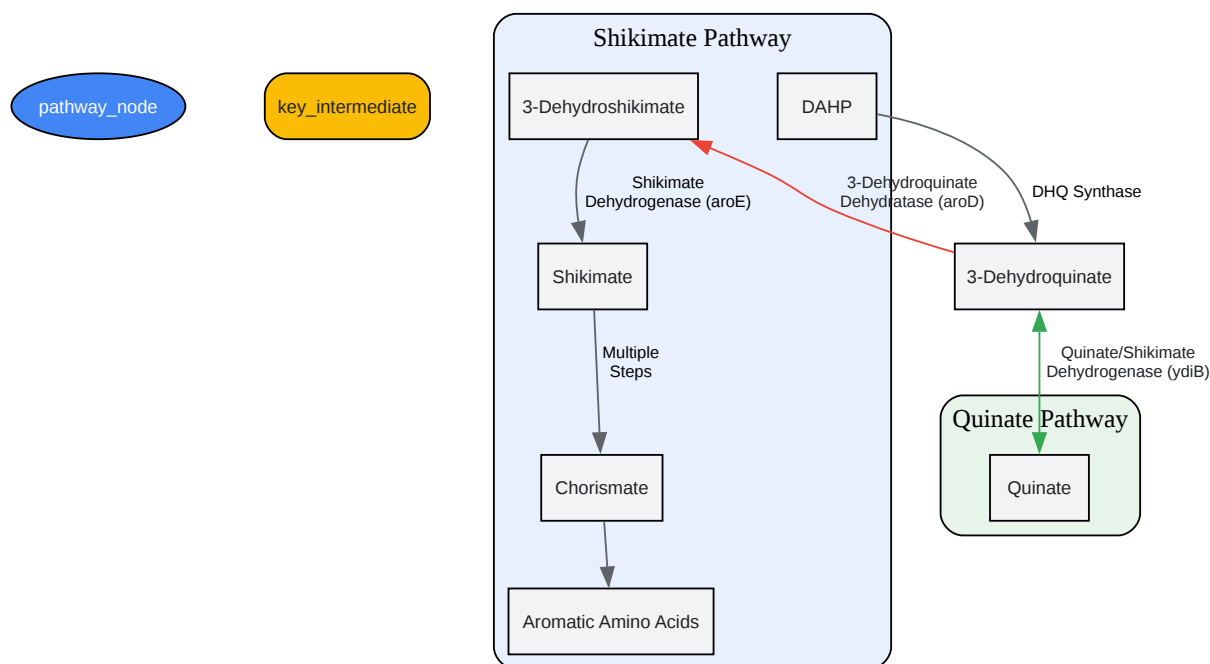 Shikimate Pathway
pathway_node
key_intermediate
3-Dehydroshikimate
DAHP
Shikimate
Dehydrogenase (aroE)
3-Dehydroquinate
Dehydratase (aroD)
DHQ Synthase
Shikimate
3-Dehydroquinate
Multiple
Steps
Quinate/Shikimate
Dehydrogenase (ydiB)
Quinate Pathway
Chorismate
Quinate
Aromatic Amino Acids